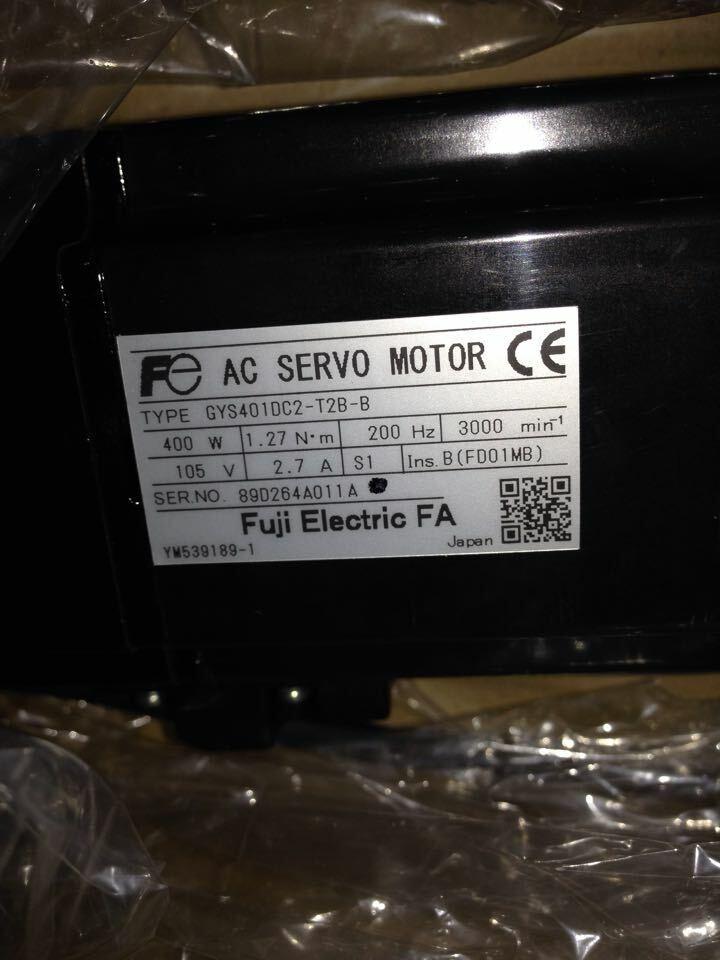 Fe AC SERVO MOTOR CE
TYPE GYS401DC2-T2B-B
400 W 1.27 N·m 200 Hz 3000 min-1
105 V 2.7 A S1 Ins. B(FD01MB)
SER.NO. 89D264A011A
Fuji Electric FA
Japan
YM539189-1